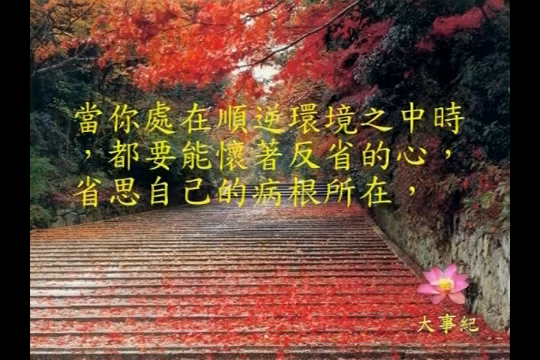 當你處在順逆環境之中時
，都要能懷著反省的心，
省思自己的病根所在，
大事紀